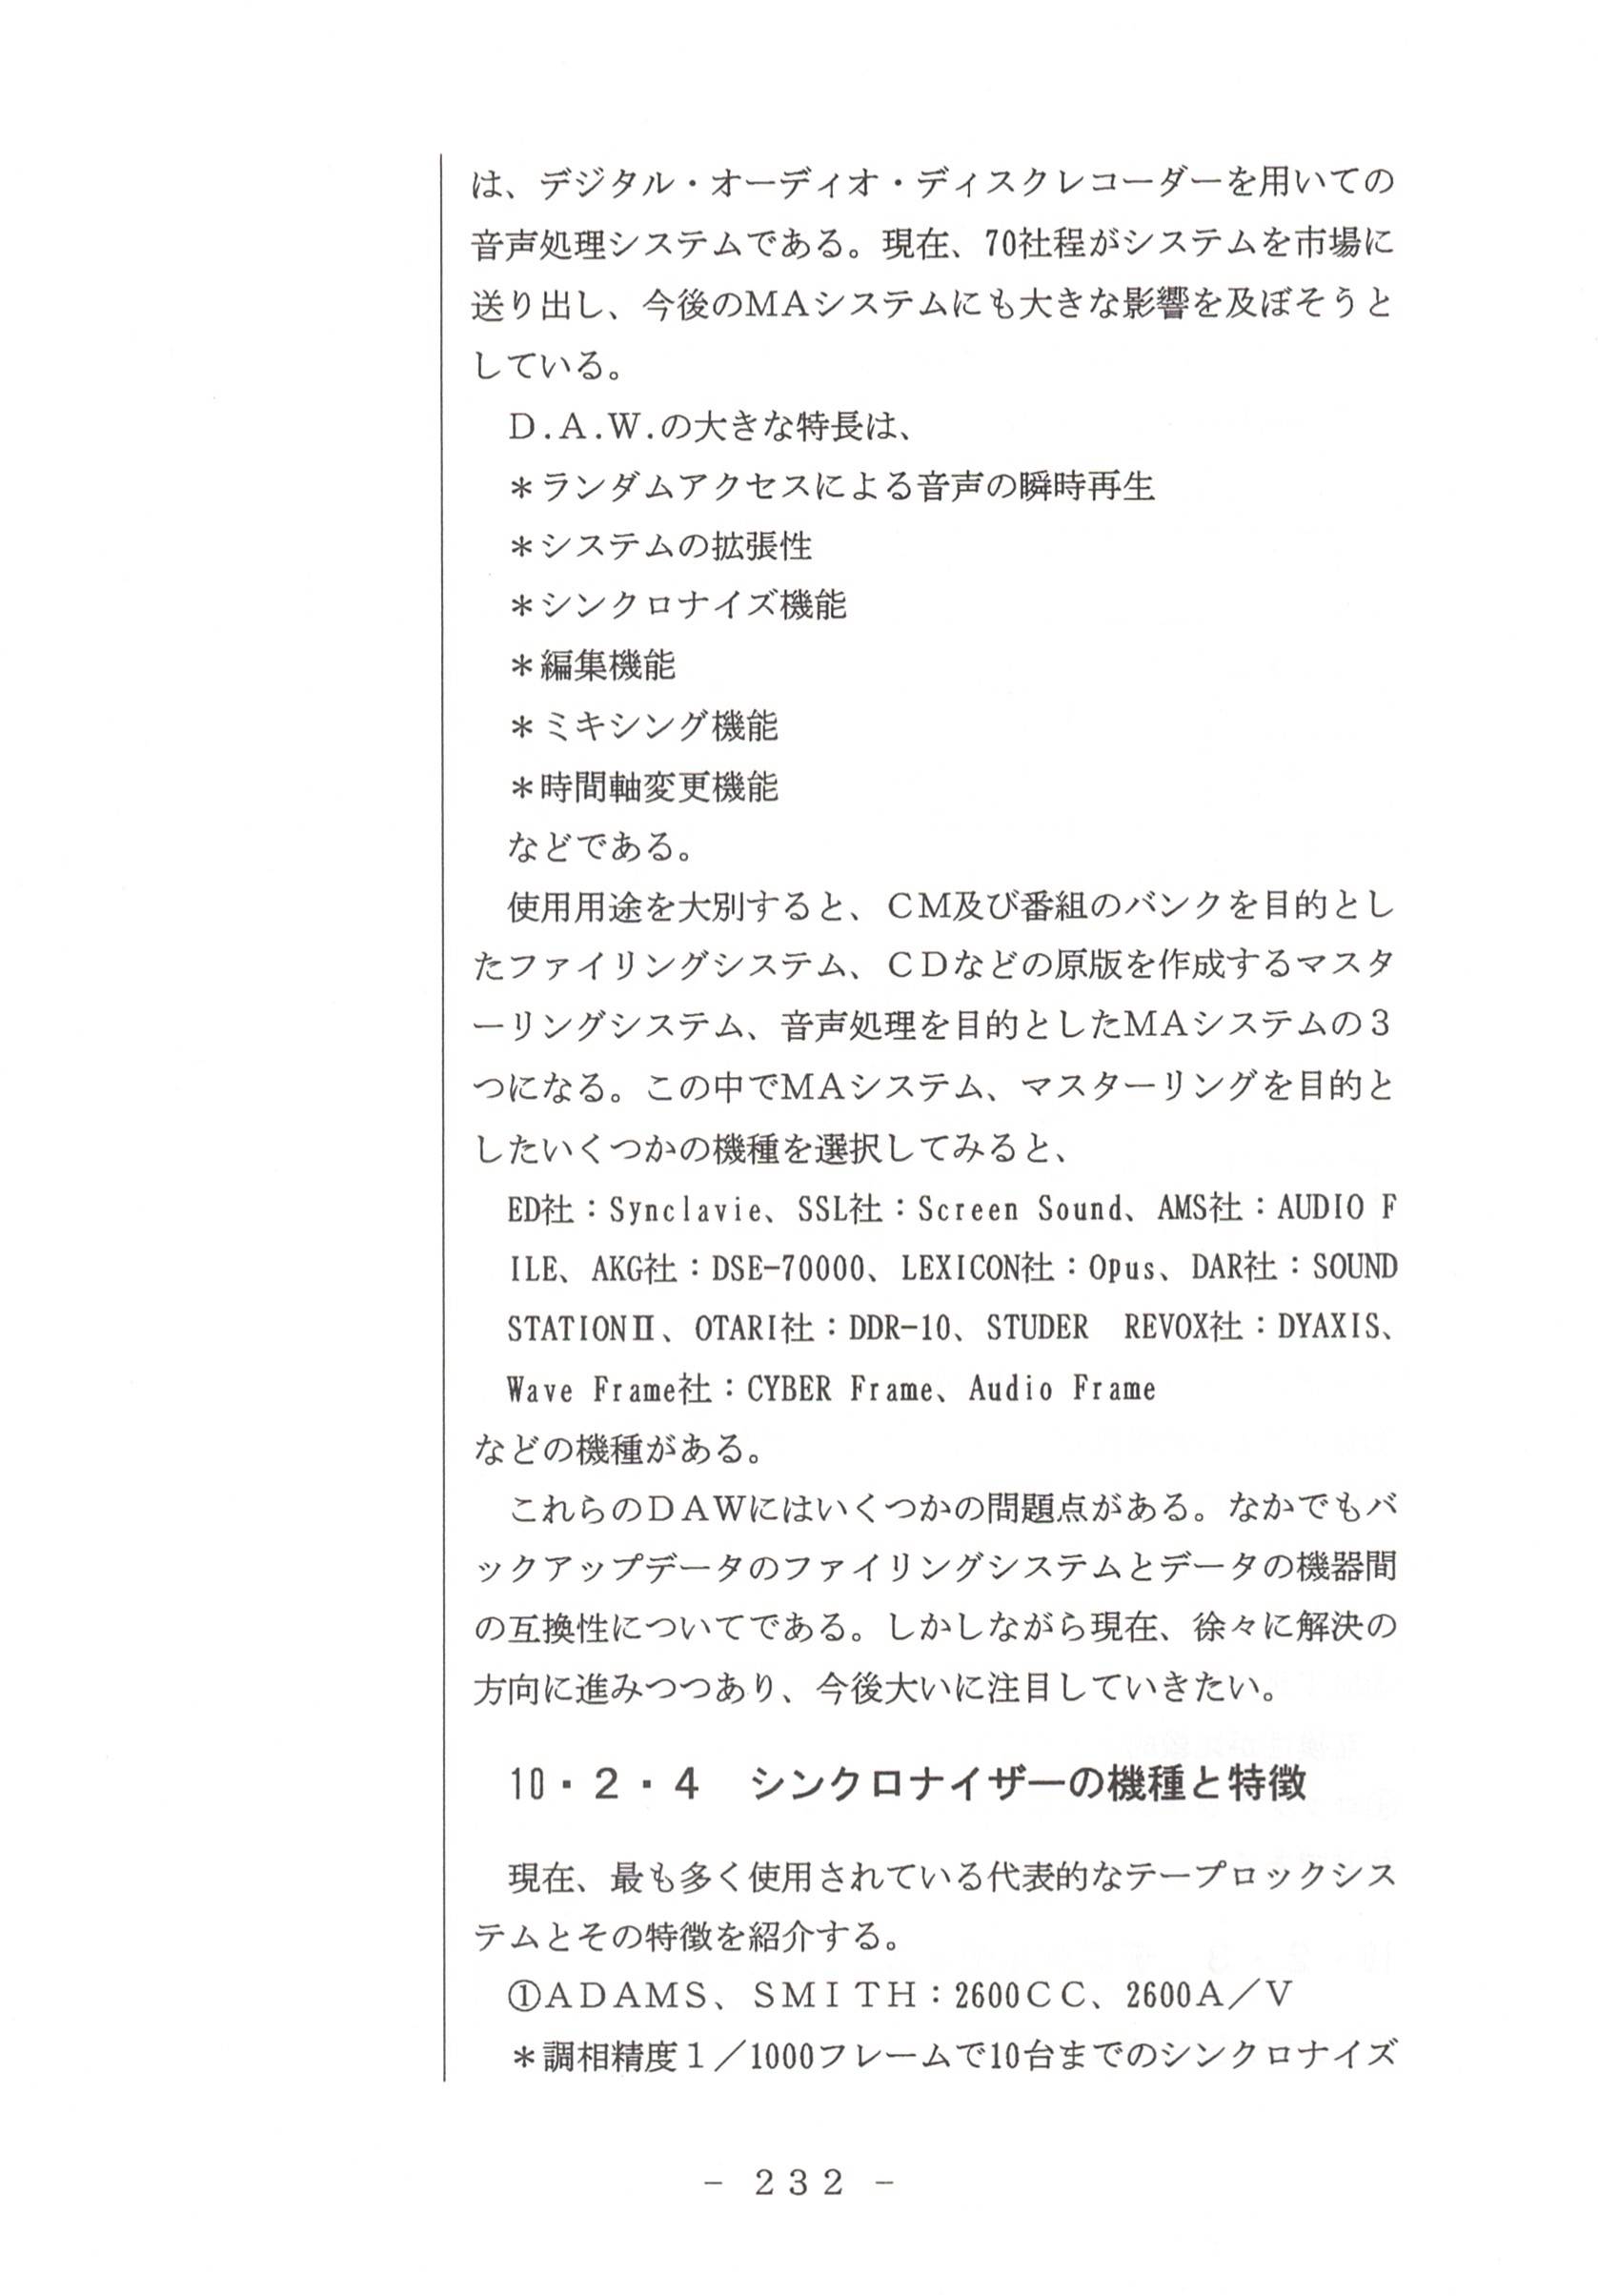 は、デジタル・オーディオ・ディスクレコーダーを用いての
音声処理システムである。現在、70社程がシステムを市場に
送り出し、今後のMAシステムにも大きな影響を及ぼそうと
している。
D.A.W.の大きな特長は、
＊ランダムアクセスによる音声の瞬時再生
＊システムの拡張性
＊シンクロナイズ機能
＊編集機能
＊ミキシング機能
＊時間軸変更機能
などである。
使用用途を大別すると、CM及び番組のバンクを目的とし
たファイリングシステム、CDなどの原版を作成するマスタ
ーリングシステム、音声処理を目的としたMAシステムの3
つになる。この中でMAシステム、マスターリングを目的と
したいくつかの機種を選択してみると、
ED社：Synclavie、SSL社：Screen Sound、AMS社：AUDIO F
ILE、AKG社：DSE-70000、LEXICON社：Opus、DAR社：SOUND
STATIONⅡ、OTARI社：DDR-10、STUDER　REVOX社：DYAXIS、
Wave Frame社：CYBER Frame、Audio Frame
などの機種がある。
これらのDAWにはいくつかの問題点がある。なかでもバ
ックアップデータのファイリングシステムとデータの機器間
の互換性についてである。しかしながら現在、徐々に解決の
方向に進みつつあり、今後大いに注目していきたい。
10・2・4　シンクロナイザーの機種と特徴
現在、最も多く使用されている代表的なテープロックシス
テムとその特徴を紹介する。
①ADAMS、SMITH：2600CC、2600A／V
＊調相精度1／1000フレームで10台までのシンクロナイズ
- 232 -